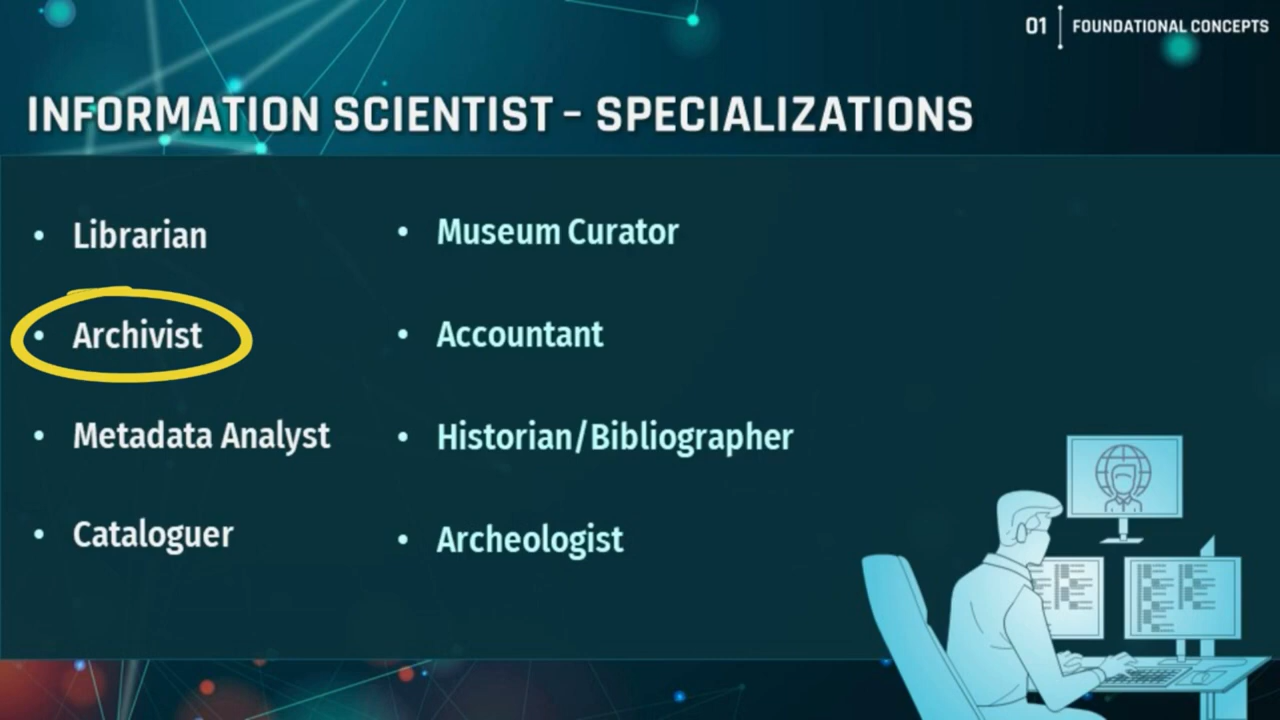 01 | FOUNDATIONAL CONCEPTS
INFORMATION SCIENTIST – SPECIALIZATIONS
• Librarian
• Archivist
• Metadata Analyst
• Cataloguer
• Museum Curator
• Accountant
• Historian/Bibliographer
• Archeologist